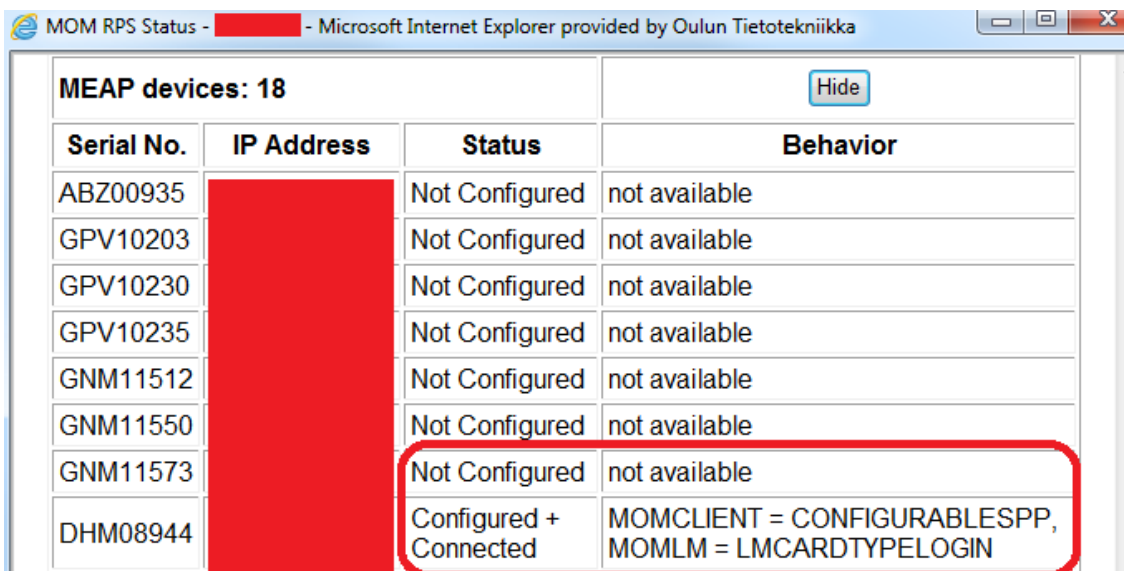 MOM RPS Status - - Microsoft Internet Explorer provided by Oulun Tietotekniikka
MEAP devices: 18 Hide
Serial No. IP Address Status Behavior
ABZ00935 Not Configured not available
GPV10203 Not Configured not available
GPV10230 Not Configured not available
GPV10235 Not Configured not available
GNM11512 Not Configured not available
GNM11550 Not Configured not available
GNM11573 Not Configured not available
DHM08944 Configured + MOMCLIENT = CONFIGURABLESPP,
Connected MOMLM = LMCARDTYPELOGIN